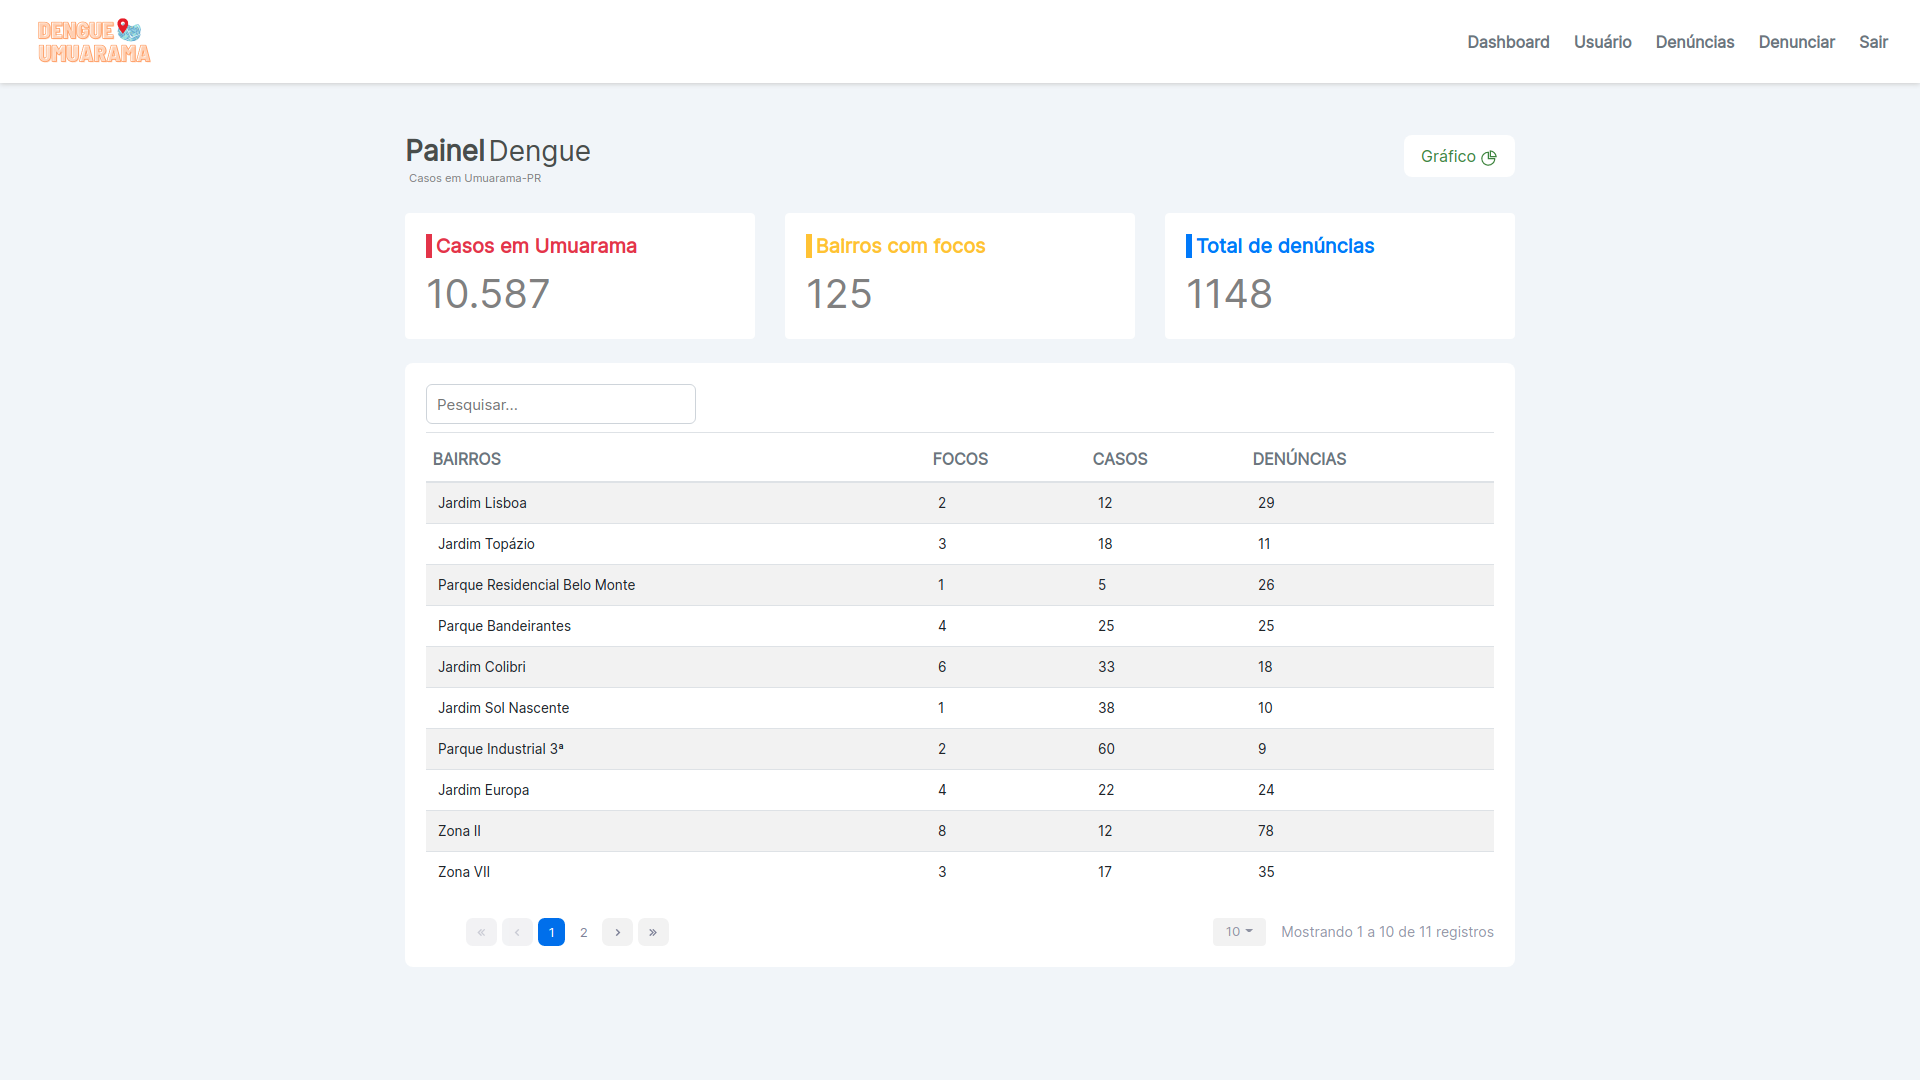 DENGUE
UMUARAMA
Dashboard Usuário Denúncias Denunciar Sair
Painel Dengue
Casos em Umuarama-PR
Gráfico
Casos em Umuarama
10.587
Bairros com focos
125
Total de denúncias
1148
Pesquisar...
BAIRROS FOCOS CASOS DENÚNCIAS
Jardim Lisboa 2 12 29
Jardim Topázio 3 18 11
Parque Residencial Belo Monte 1 5 26
Parque Bandeirantes 4 25 25
Jardim Colibri 6 33 18
Jardim Sol Nascente 1 38 10
Parque Industrial 3ª 2 60 9
Jardim Europa 4 22 24
Zona II 8 12 78
Zona VII 3 17 35
« ‹ 1 2 › » 10 Mostrando 1 a 10 de 11 registros